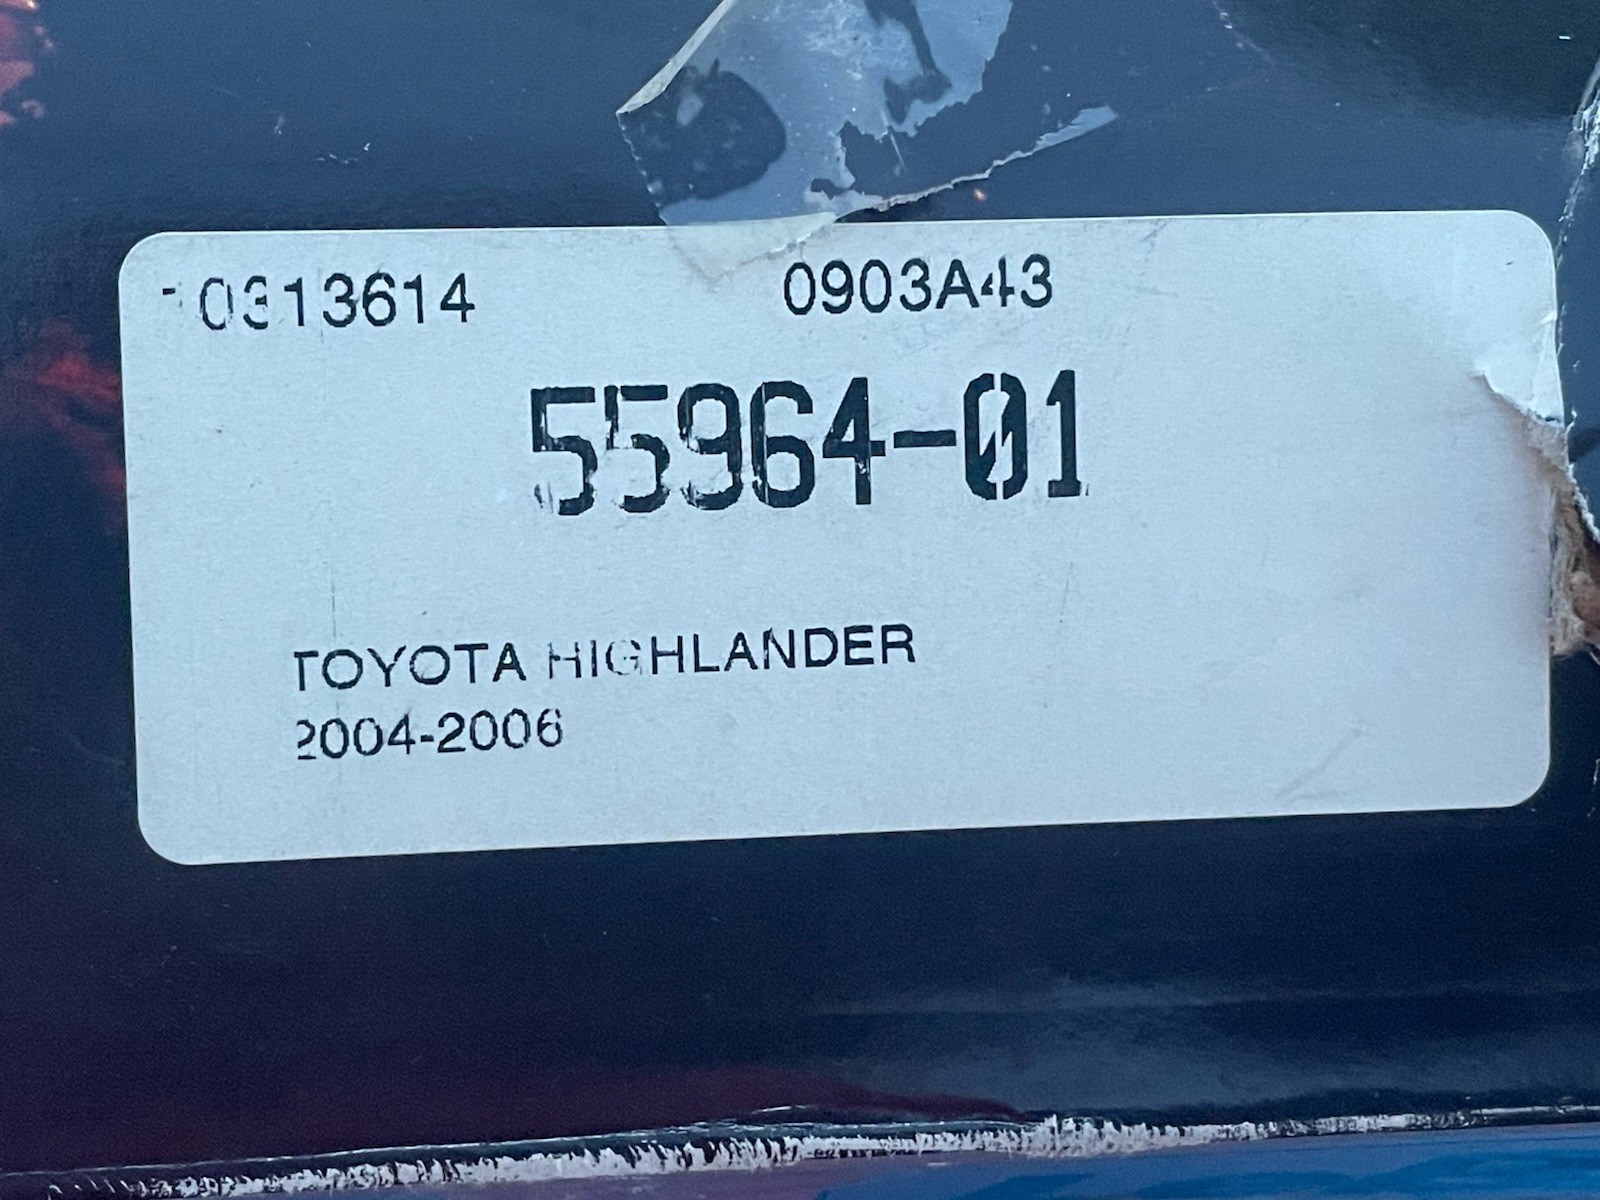 0313614 0903A43
55964-01
TOYOTA HIGHLANDER
2004-2006